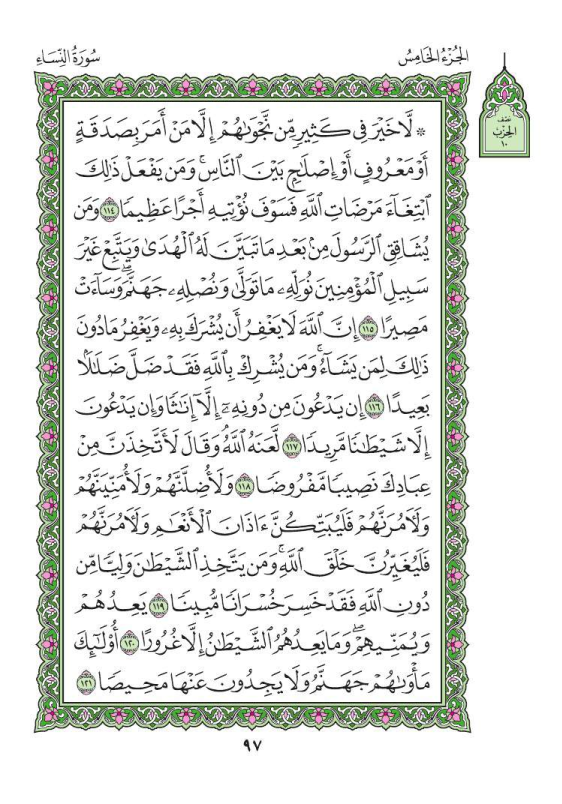 الجُزْءُ الخَامِسُ
سُورَةُ النِّسَاءِ
نصف
الحزب
١٠
۞ لَّا خَيْرَ فِى كَثِيرٍ مِّن نَّجْوَىٰهُمْ إِلَّا مَنْ أَمَرَ بِصَدَقَةٍ
أَوْ مَعْرُوفٍ أَوْ إِصْلَٰحٍۭ بَيْنَ ٱلنَّاسِۚ وَمَن يَفْعَلْ ذَٰلِكَ
ٱبْتِغَآءَ مَرْضَاتِ ٱللَّهِ فَسَوْفَ نُؤْتِيهِ أَجْرًا عَظِيمًا ١١٤ وَمَن
يُشَاقِقِ ٱلرَّسُولَ مِنۢ بَعْدِ مَا تَبَيَّنَ لَهُ ٱلْهُدَىٰ وَيَتَّبِعْ غَيْرَ
سَبِيلِ ٱلْمُؤْمِنِينَ نُوَلِّهِۦ مَا تَوَلَّىٰ وَنُصْلِهِۦ جَهَنَّمَۖ وَسَآءَتْ
مَصِيرًا ١١٥ إِنَّ ٱللَّهَ لَا يَغْفِرُ أَن يُشْرَكَ بِهِۦ وَيَغْفِرُ مَا دُونَ
ذَٰلِكَ لِمَن يَشَآءُۚ وَمَن يُشْرِكْ بِٱللَّهِ فَقَدْ ضَلَّ ضَلَٰلًۢا
بَعِيدًا ١١٦ إِن يَدْعُونَ مِن دُونِهِۦٓ إِلَّآ إِنَٰثًا وَإِن يَدْعُونَ
إِلَّا شَيْطَٰنًا مَّرِيدًا ١١٧ لَّعَنَهُ ٱللَّهُۘ وَقَالَ لَأَتَّخِذَنَّ مِنْ
عِبَادِكَ نَصِيبًا مَّفْرُوضًا ١١٨ وَلَأُضِلَّنَّهُمْ وَلَأُمَنِّيَنَّهُمْ
وَلَءَامُرَنَّهُمْ فَلَيُبَتِّكُنَّ ءَاذَانَ ٱلْأَنْعَٰمِ وَلَءَامُرَنَّهُمْ
فَلَيُغَيِّرُنَّ خَلْقَ ٱللَّهِۚ وَمَن يَتَّخِذِ ٱلشَّيْطَٰنَ وَلِيًّا مِّن
دُونِ ٱللَّهِ فَقَدْ خَسِرَ خُسْرَانًا مُّبِينًا ١١٩ يَعِدُهُمْ
وَيُمَنِّيهِمْۖ وَمَا يَعِدُهُمُ ٱلشَّيْطَٰنُ إِلَّا غُرُورًا ١٢٠ أُو۟لَٰٓئِكَ
مَأْوَىٰهُمْ جَهَنَّمُ وَلَا يَجِدُونَ عَنْهَا مَحِيصًا ١٢١
٩٧